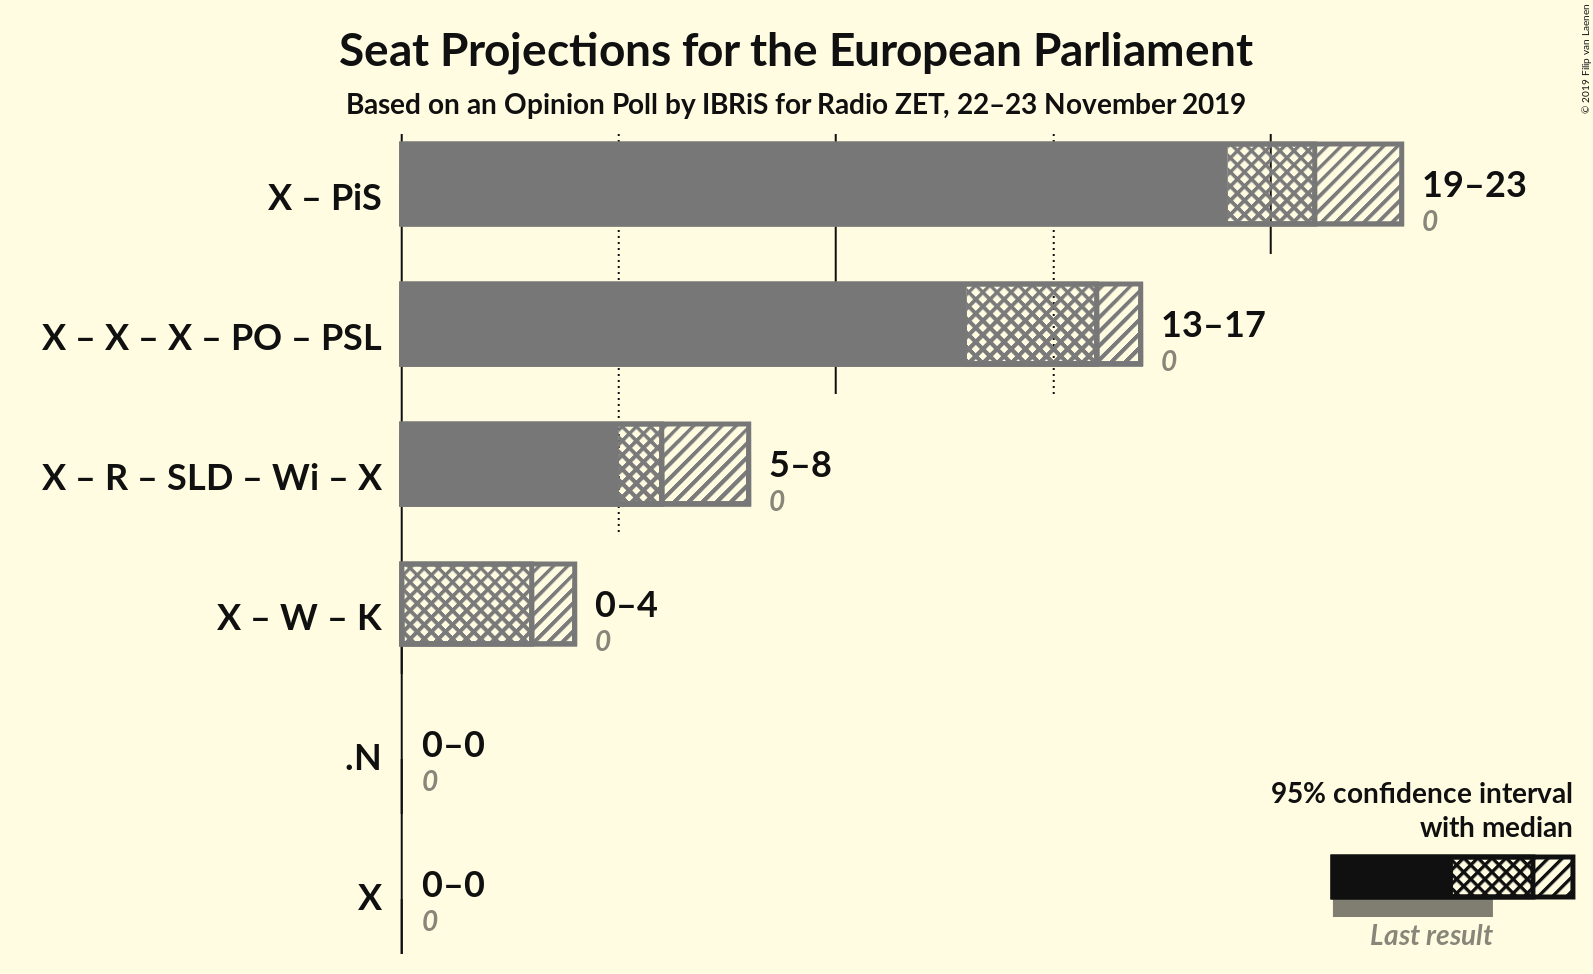 Seat Projections for the European Parliament
Based on an Opinion Poll by IBRiS for Radio ZET, 22–23 November 2019
© 2019 Filip van Laenen
X – PiS
19–23
0
X – X – X – PO – PSL
13–17
0
X – R – SLD – Wi – X
5–8
0
X – W – K
0–4
0
.N
0–0
0
X
0–0
0
95% confidence interval
with median
Last result